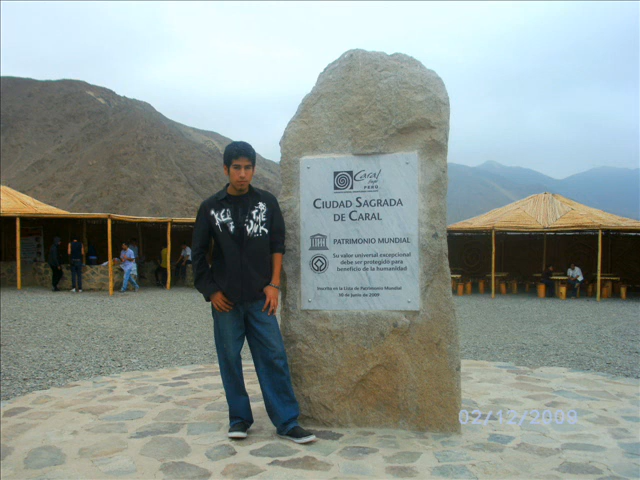 Caral
PERÚ
CIUDAD SAGRADA
DE CARAL
PATRIMONIO MUNDIAL
Su valor universal excepcional
debe ser protegido para
beneficio de la humanidad
Inscrito en la Lista de Patrimonio Mundial
28 de junio de 2009
02/12/2009